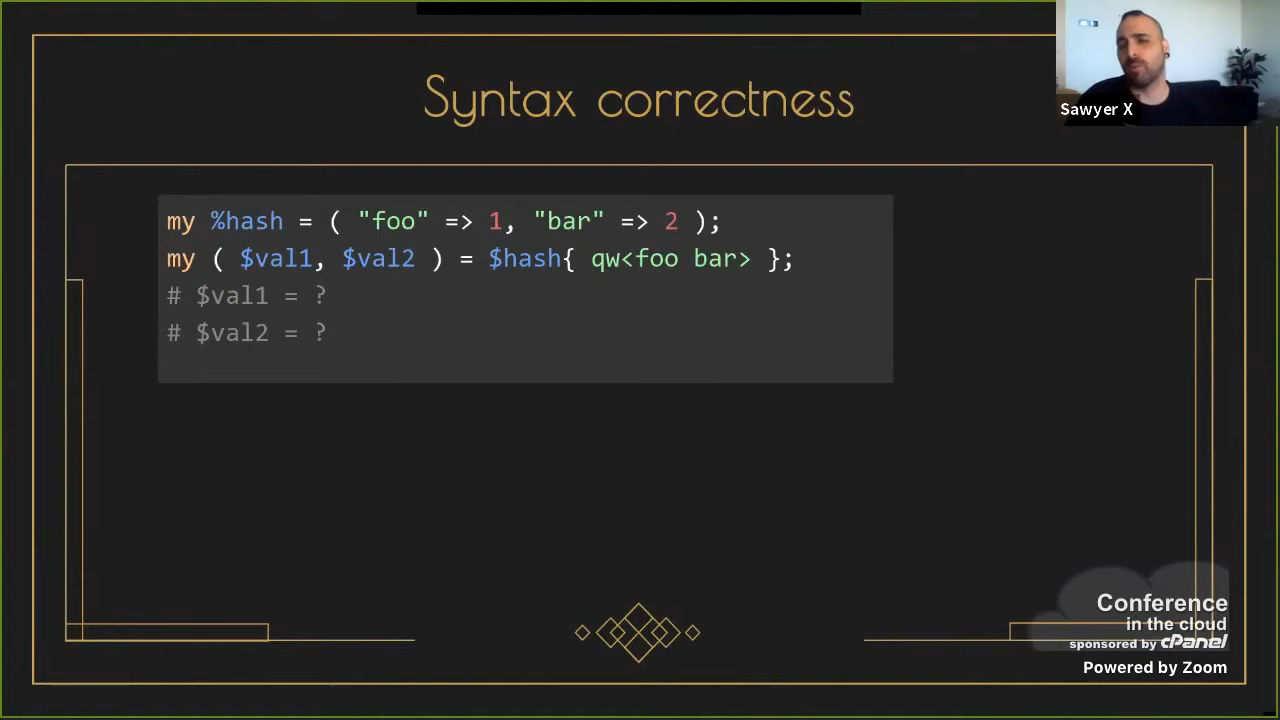 Syntax correctness
Sawyer X
my %hash = ( "foo" => 1, "bar" => 2 );
my ( $val1, $val2 ) = $hash{ qw<foo bar> };
# $val1 = ?
# $val2 = ?
Conference
in the cloud
sponsored by cPanel
Powered by Zoom